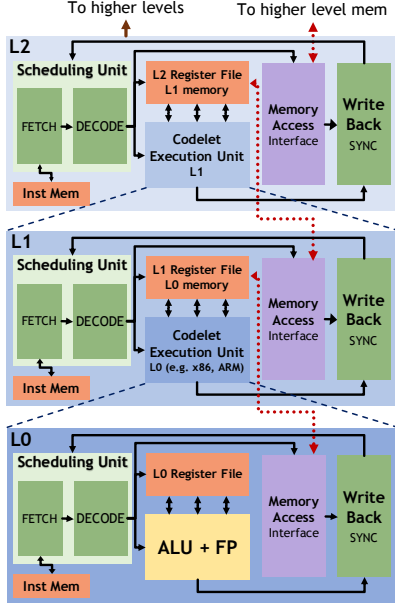 To higher levels
To higher level mem
L2
Scheduling Unit
FETCH
DECODE
Inst Mem
L2 Register File
L1 memory
Codelet
Execution Unit
L1
Memory
Access
Interface
Write
Back
SYNC
L1
Scheduling Unit
FETCH
DECODE
Inst Mem
L1 Register File
L0 memory
Codelet
Execution Unit
L0 (e.g. x86, ARM)
Memory
Access
Interface
Write
Back
SYNC
L0
Scheduling Unit
FETCH
DECODE
Inst Mem
L0 Register File
ALU + FP
Memory
Access
Interface
Write
Back
SYNC